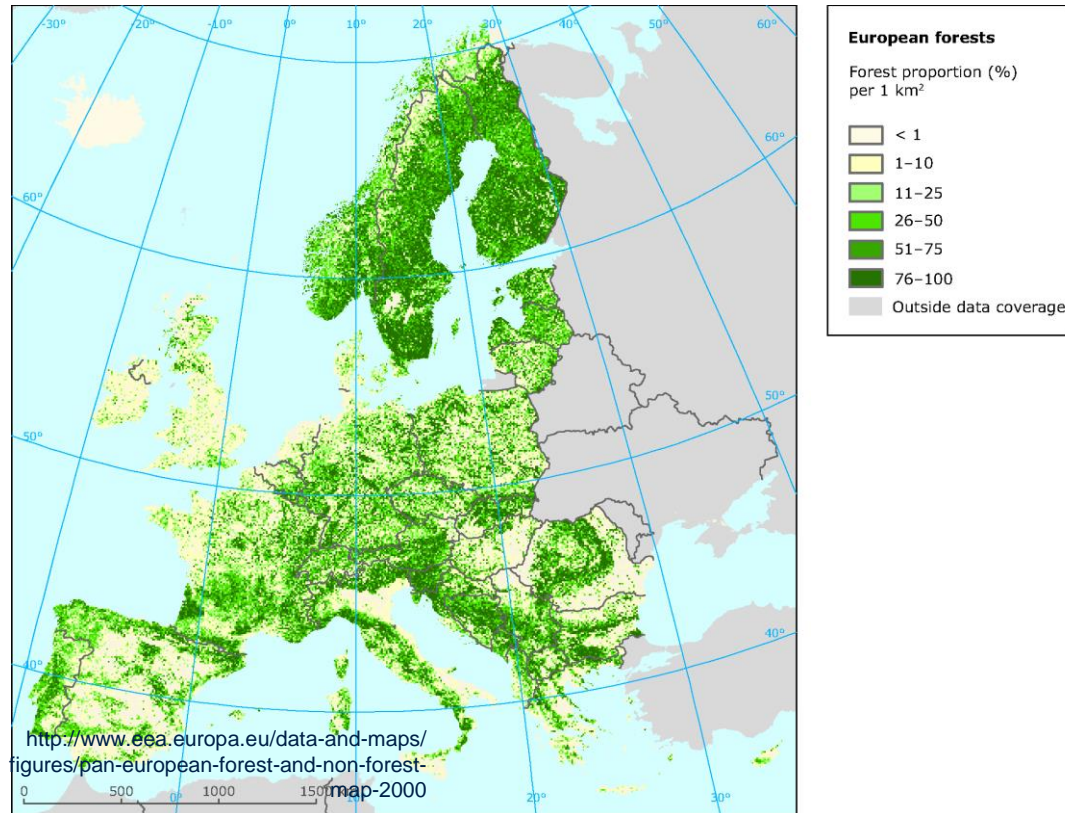 -30° -20° -10° 0° 10° 20° 30° 40° 50° 60°
60°
60°
50°
50°
40°
40°
http://www.eea.europa.eu/data-and-maps/
figures/pan-european-forest-and-non-forest-
map-2000
0 500 1000 1500 km
0° 10° 20° 30°
European forests
Forest proportion (%)
per 1 km²
< 1
1–10
11–25
26–50
51–75
76–100
Outside data coverage